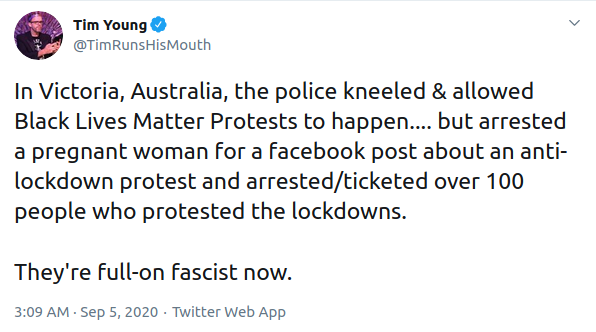 Tim Young
@TimRunsHisMouth
In Victoria, Australia, the police kneeled & allowed
Black Lives Matter Protests to happen.... but arrested
a pregnant woman for a facebook post about an anti-
lockdown protest and arrested/ticketed over 100
people who protested the lockdowns.
They're full-on fascist now.
3:09 AM · Sep 5, 2020 · Twitter Web App